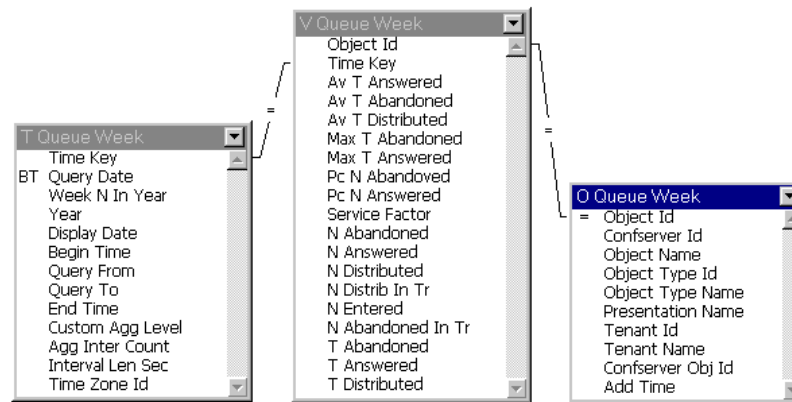 V Queue Week
Object Id
Time Key
Av T Answered
Av T Abandoned
Av T Distributed
Max T Abandoned
Max T Answered
Pc N Abandoved
Pc N Answered
Service Factor
N Abandoned
N Answered
N Distributed
N Distrib In Tr
N Entered
N Abandoned In Tr
T Abandoned
T Answered
T Distributed
=
=
T Queue Week
Time Key
BT Query Date
Week N In Year
Year
Display Date
Begin Time
Query From
Query To
End Time
Custom Agg Level
Agg Inter Count
Interval Len Sec
Time Zone Id
O Queue Week
= Object Id
Confserver Id
Object Name
Object Type Id
Object Type Name
Presentation Name
Tenant Id
Tenant Name
Confserver Obj Id
Add Time